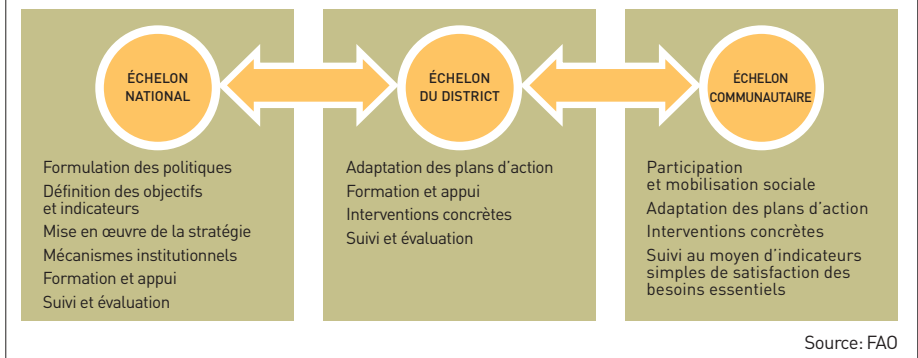 ÉCHELON
NATIONAL
Formulation des politiques
Définition des objectifs
et indicateurs
Mise en œuvre de la stratégie
Mécanismes institutionnels
Formation et appui
Suivi et évaluation
ÉCHELON
DU DISTRICT
Adaptation des plans d'action
Formation et appui
Interventions concrètes
Suivi et évaluation
ÉCHELON
COMMUNAUTAIRE
Participation
et mobilisation sociale
Adaptation des plans d'action
Interventions concrètes
Suivi au moyen d'indicateurs
simples de satisfaction des
besoins essentiels
Source: FAO